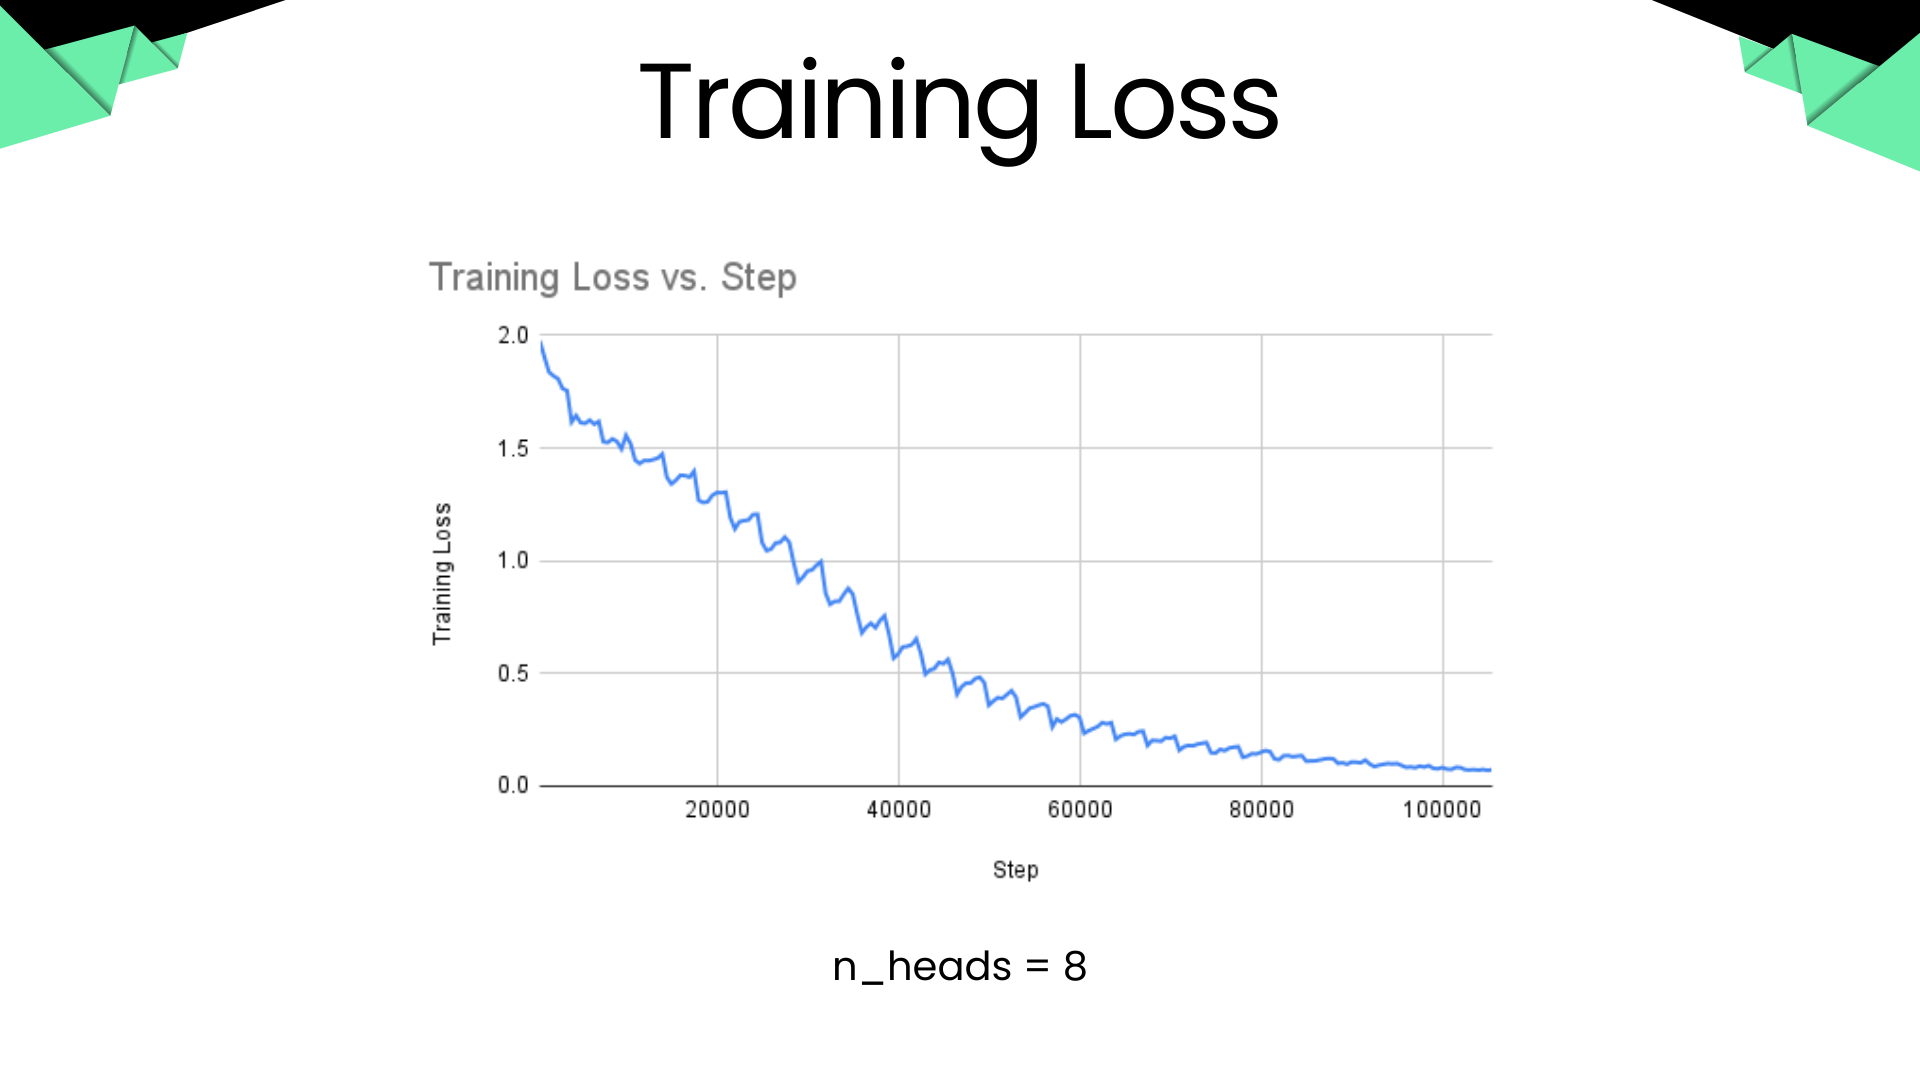 Training Loss
Training Loss vs. Step
2.0
1.5
1.0
0.5
0.0
Training Loss
20000 40000 60000 80000 100000
Step
n_heads = 8